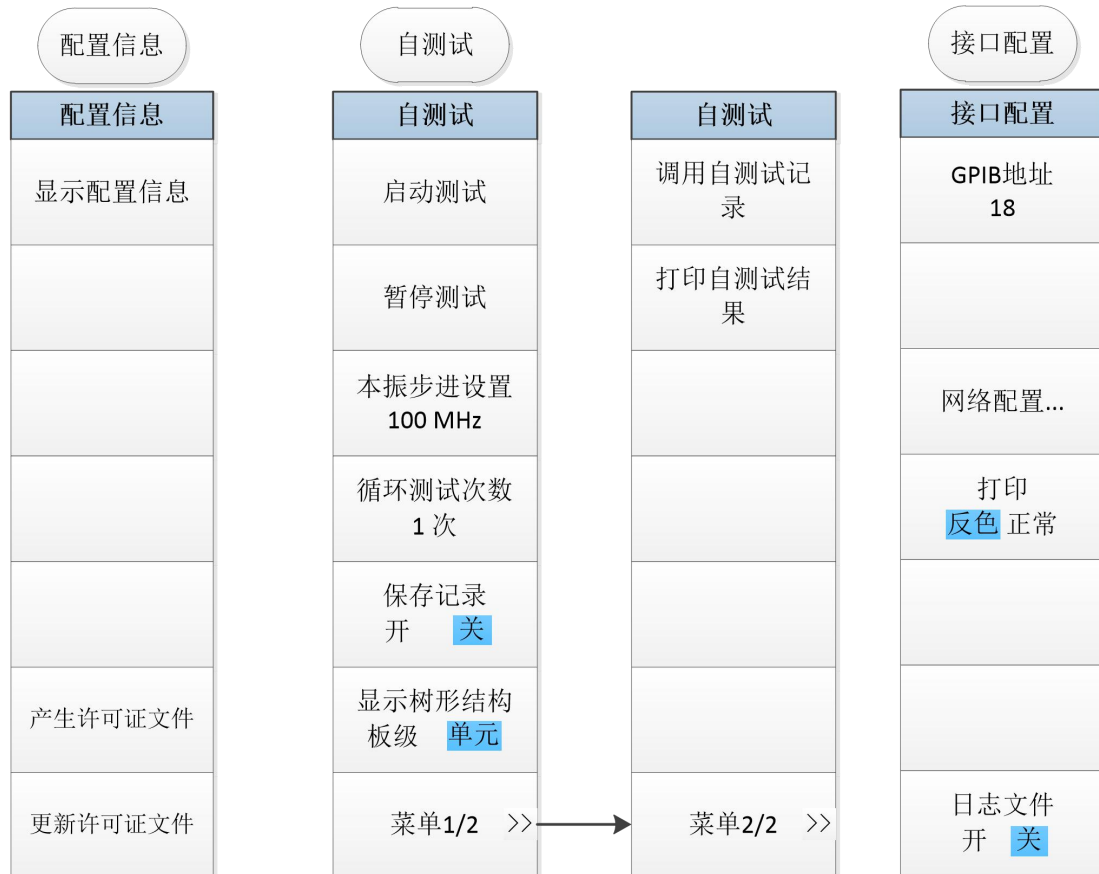 配置信息
配置信息
显示配置信息
产生许可证文件
更新许可证文件
自测试
自测试
启动测试
暂停测试
本振步进设置
100 MHz
循环测试次数
1 次
保存记录
开 关
显示树形结构
板级 单元
菜单1/2 >>
自测试
调用自测试记
录
打印自测试结
果
菜单2/2 >>
接口配置
接口配置
GPIB地址
18
网络配置...
打印
反色 正常
日志文件
开 关